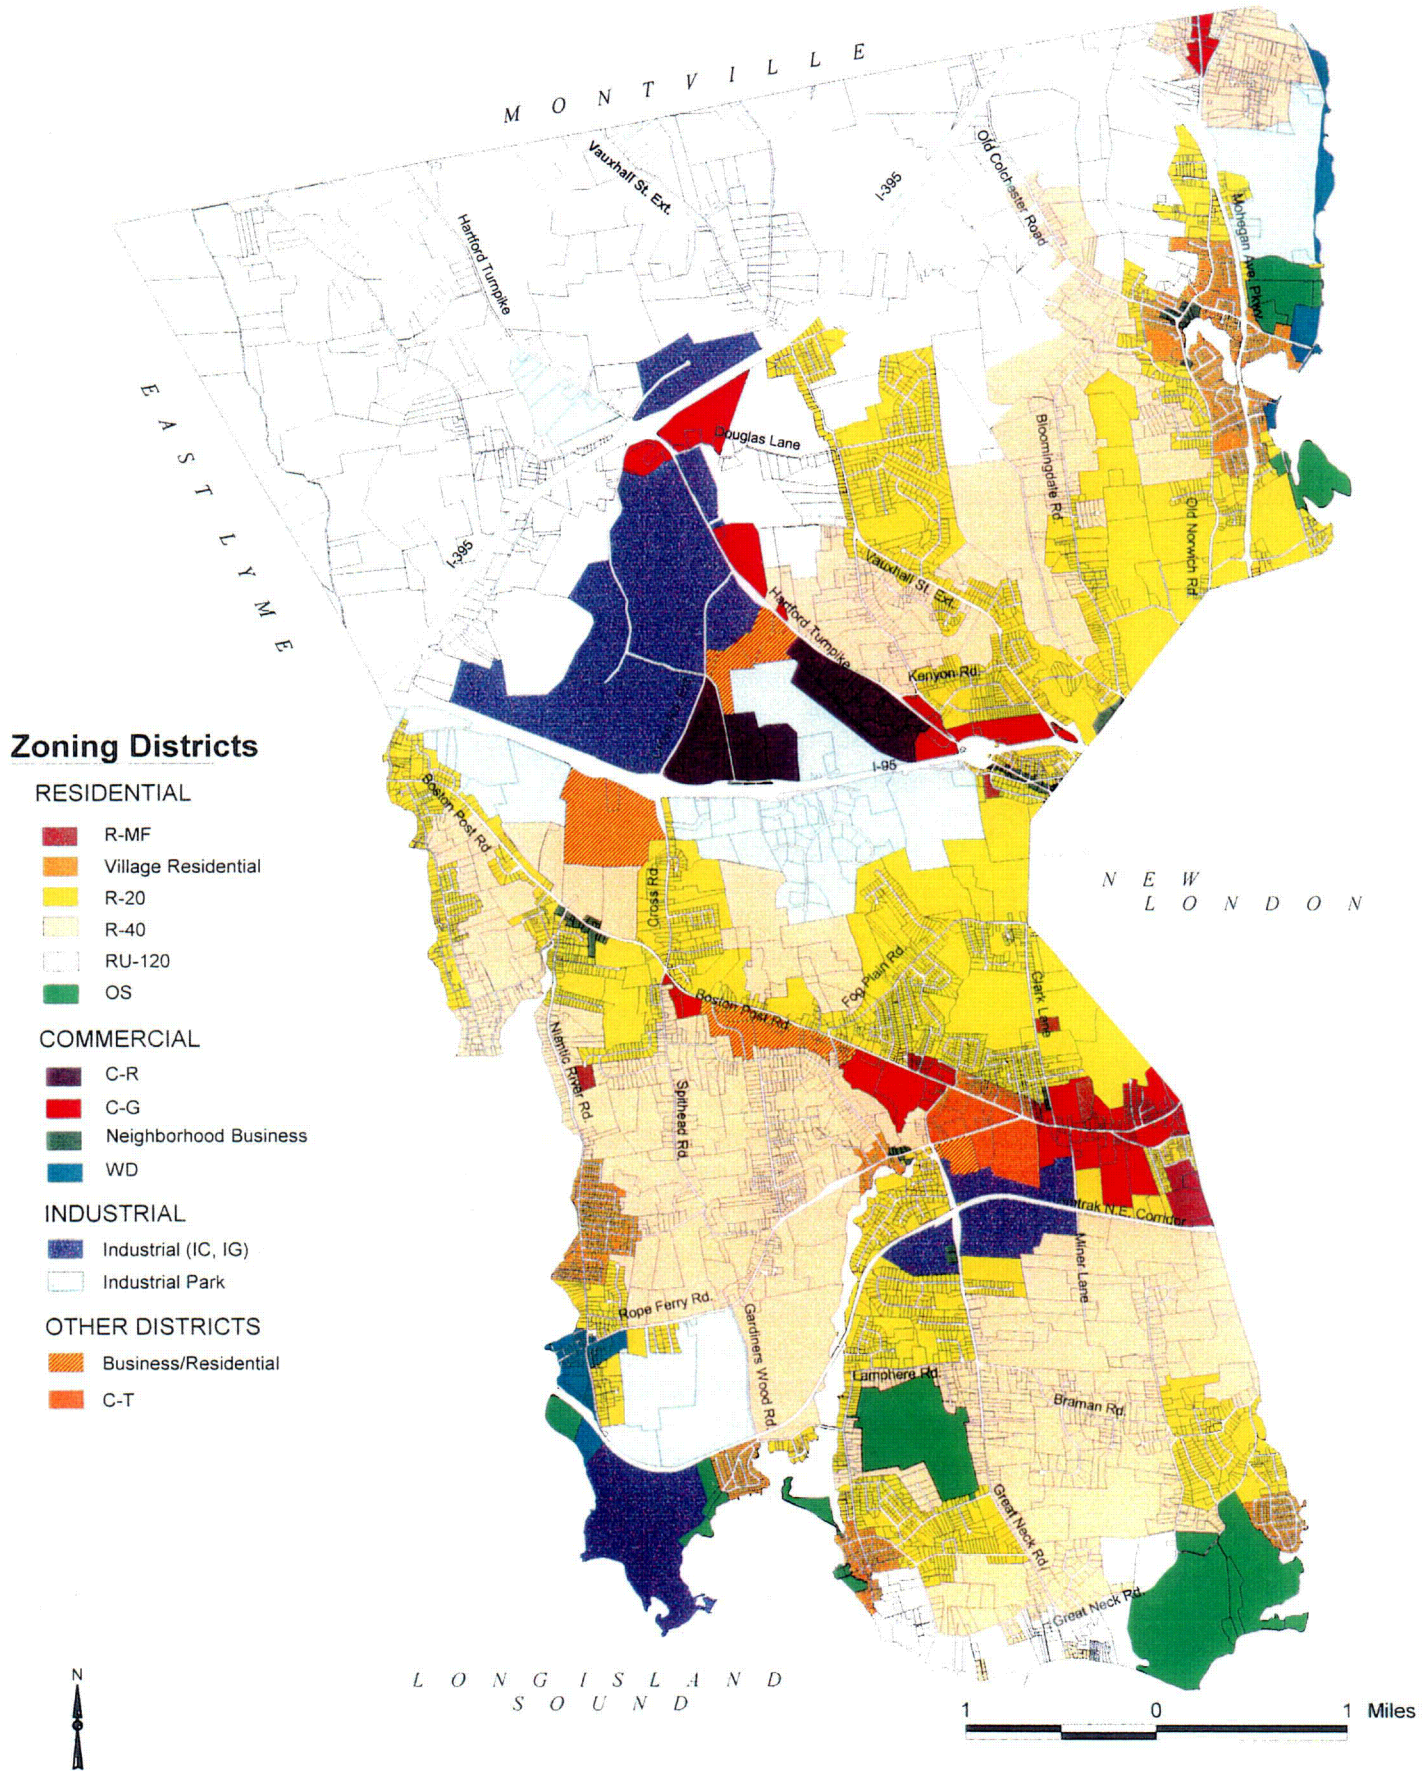 M O N T V I L L E
Vauxhall St. Ext.
I-395
Old Colchester Road
Hartford Turnpike
Mohegan Ave. Pkwy
E A S T L Y M E
Douglas Lane
Bloomingdate Rd.
Old Norwich Rd.
I-395
Vauxhall St. Ext.
Hartford Turnpike
Kenyon Rd.
I-95
Zoning Districts
RESIDENTIAL
R-MF
Village Residential
R-20
R-40
RU-120
OS
COMMERCIAL
C-R
C-G
Neighborhood Business
WD
INDUSTRIAL
Industrial (IC, IG)
Industrial Park
OTHER DISTRICTS
Business/Residential
C-T
Boston Post Rd.
Cross Rd.
N E W
L O N D O N
Fog Plain Rd.
Clark Lane
Boston Post Rd.
Niantic River Rd.
Spithead Rd.
N.E. Corridor
Miner Lane
Rope Ferry Rd.
Gardiners Wood Rd.
Lamphere Rd.
Braman Rd.
Great Neck Rd.
Great Neck Rd.
L O N G I S L A N D
S O U N D
N
1 0 1 Miles